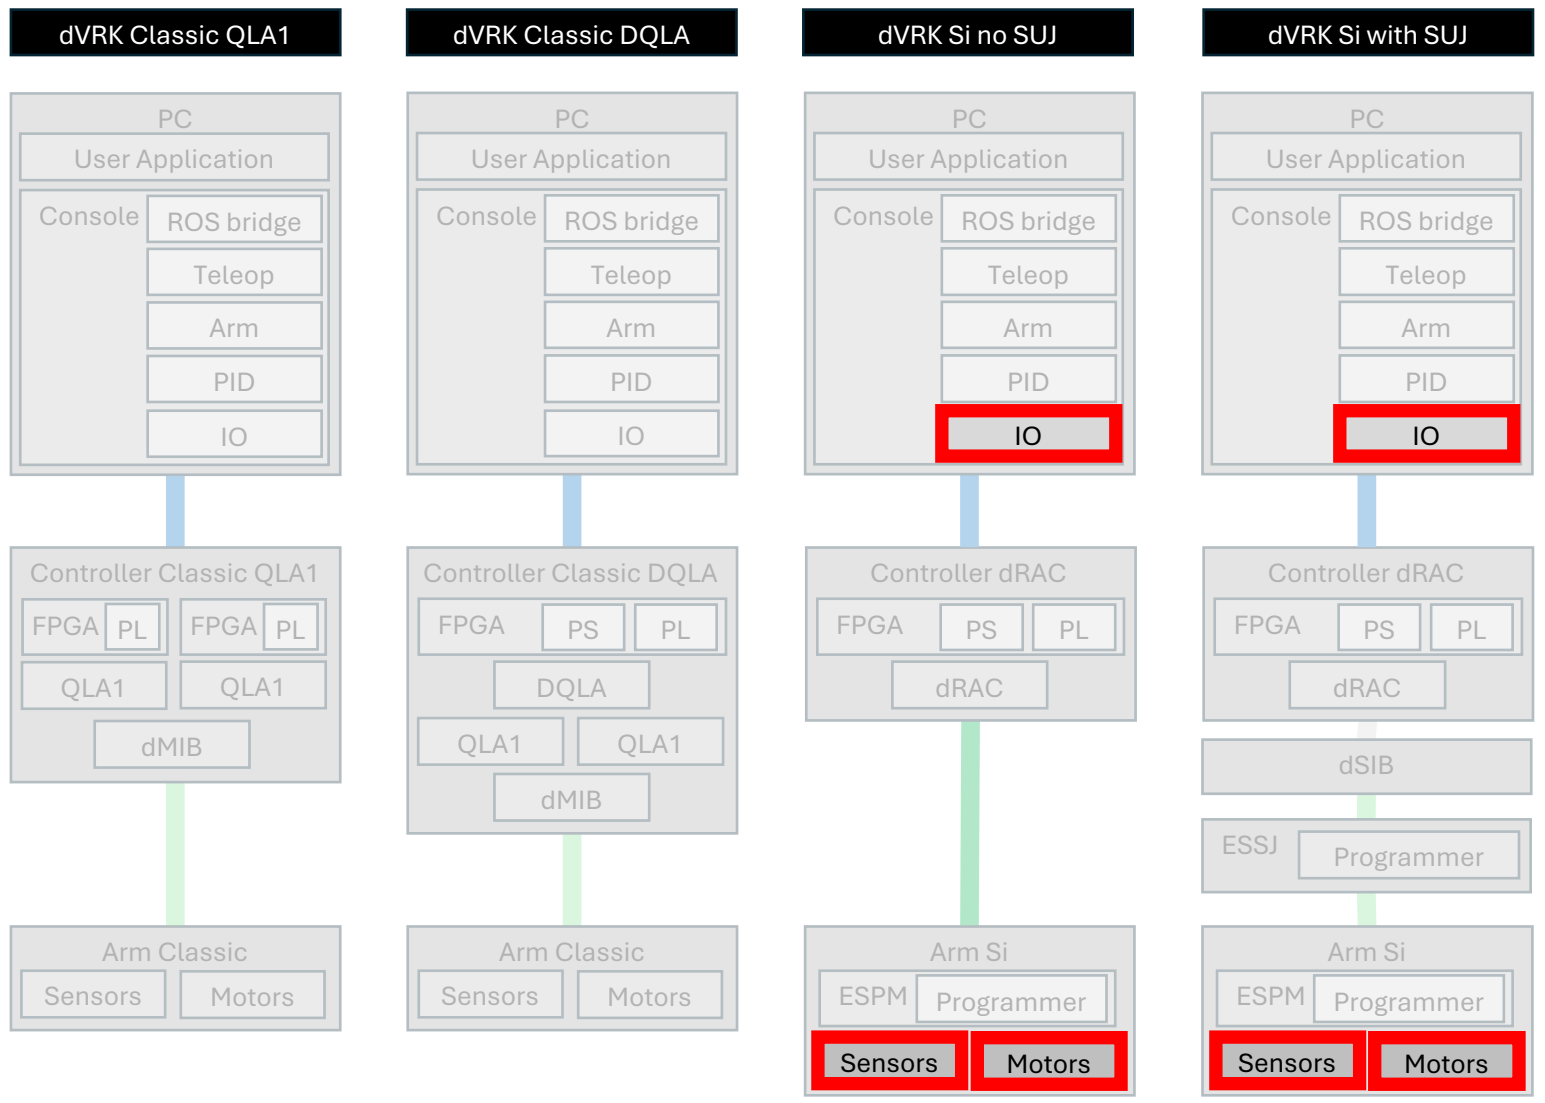 dVRK Classic QLA1
PC
User Application
Console
ROS bridge
Teleop
Arm
PID
IO
Controller Classic QLA1
FPGA
PL
FPGA
PL
QLA1
QLA1
dMIB
Arm Classic
Sensors
Motors
dVRK Classic DQLA
PC
User Application
Console
ROS bridge
Teleop
Arm
PID
IO
Controller Classic DQLA
FPGA
PS
PL
DQLA
QLA1
QLA1
dMIB
Arm Classic
Sensors
Motors
dVRK Si no SUJ
PC
User Application
Console
ROS bridge
Teleop
Arm
PID
IO
Controller dRAC
FPGA
PS
PL
dRAC
Arm Si
ESPM
Programmer
Sensors
Motors
dVRK Si with SUJ
PC
User Application
Console
ROS bridge
Teleop
Arm
PID
IO
Controller dRAC
FPGA
PS
PL
dRAC
dSIB
ESSJ
Programmer
Arm Si
ESPM
Programmer
Sensors
Motors